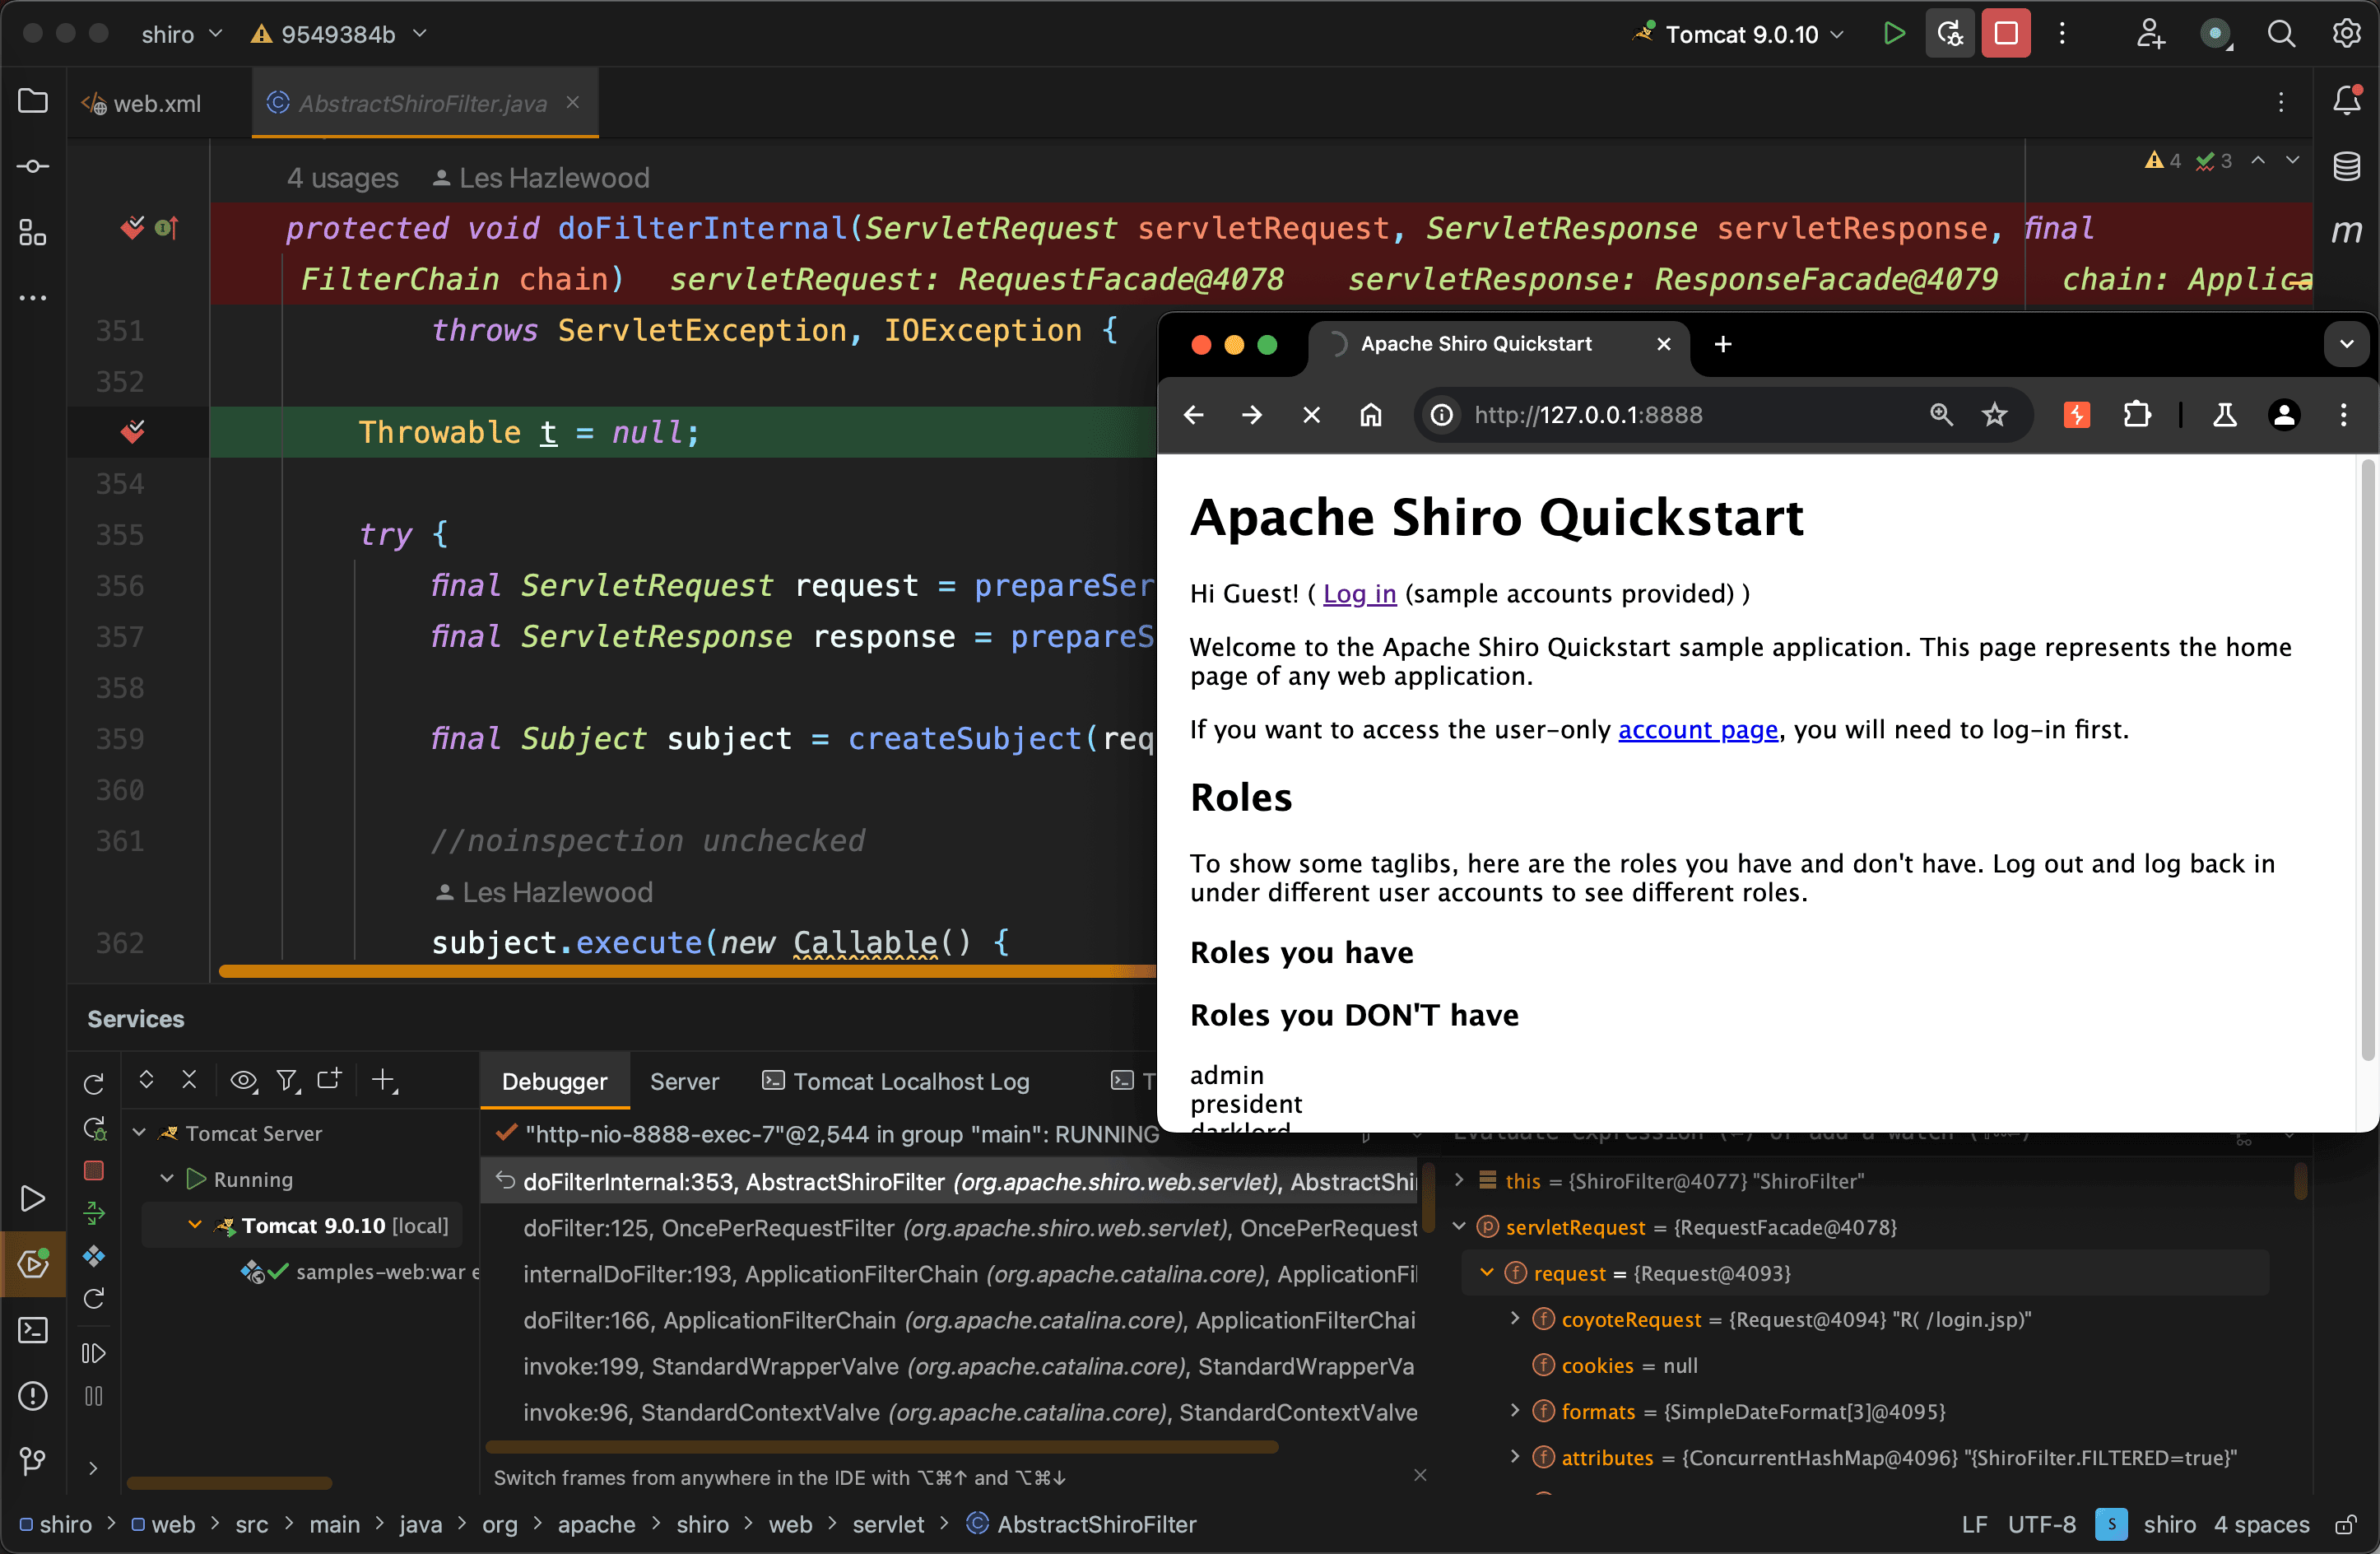 shiro
9549384b
Tomcat 9.0.10
web.xml
AbstractShiroFilter.java
4 usages Les Hazlewood
4 3
protected void doFilterInternal(ServletRequest servletRequest, ServletResponse servletResponse, final
FilterChain chain) servletRequest: RequestFacade@4078 servletResponse: ResponseFacade@4079 chain: Applica
351 throws ServletException, IOException {
352
Throwable t = null;
354
355 try {
356 final ServletRequest request = prepareSer
357 final ServletResponse response = prepareS
358
359 final Subject subject = createSubject(req
360
361 //noinspection unchecked
Les Hazlewood
362 subject.execute(new Callable() {
m
Apache Shiro Quickstart
http://127.0.0.1:8888
Apache Shiro Quickstart
Hi Guest! ( Log in (sample accounts provided) )
Welcome to the Apache Shiro Quickstart sample application. This page represents the home
page of any web application.
If you want to access the user-only account page, you will need to log-in first.
Roles
To show some taglibs, here are the roles you have and don't have. Log out and log back in
under different user accounts to see different roles.
Roles you have
Roles you DON'T have
admin
president
darklord
Services
Debugger Server Tomcat Localhost Log T
Tomcat Server
Running
Tomcat 9.0.10 [local]
samples-web:war e
"http-nio-8888-exec-7"@2,544 in group "main": RUNNING
doFilterInternal:353, AbstractShiroFilter (org.apache.shiro.web.servlet), AbstractShi
doFilter:125, OncePerRequestFilter (org.apache.shiro.web.servlet), OncePerRequest
internalDoFilter:193, ApplicationFilterChain (org.apache.catalina.core), ApplicationFil
doFilter:166, ApplicationFilterChain (org.apache.catalina.core), ApplicationFilterChai
invoke:199, StandardWrapperValve (org.apache.catalina.core), StandardWrapperVa
invoke:96, StandardContextValve (org.apache.catalina.core), StandardContextValve
Switch frames from anywhere in the IDE with ⌥⌘↑ and ⌥⌘↓
Evaluate expression (⏎) or add a watch
this = {ShiroFilter@4077} "ShiroFilter"
servletRequest = {RequestFacade@4078}
request = {Request@4093}
coyoteRequest = {Request@4094} "R( /login.jsp)"
cookies = null
formats = {SimpleDateFormat[3]@4095}
attributes = {ConcurrentHashMap@4096} "{ShiroFilter.FILTERED=true}"
shiro > web > src > main > java > org > apache > shiro > web > servlet > AbstractShiroFilter
LF UTF-8 S shiro 4 spaces